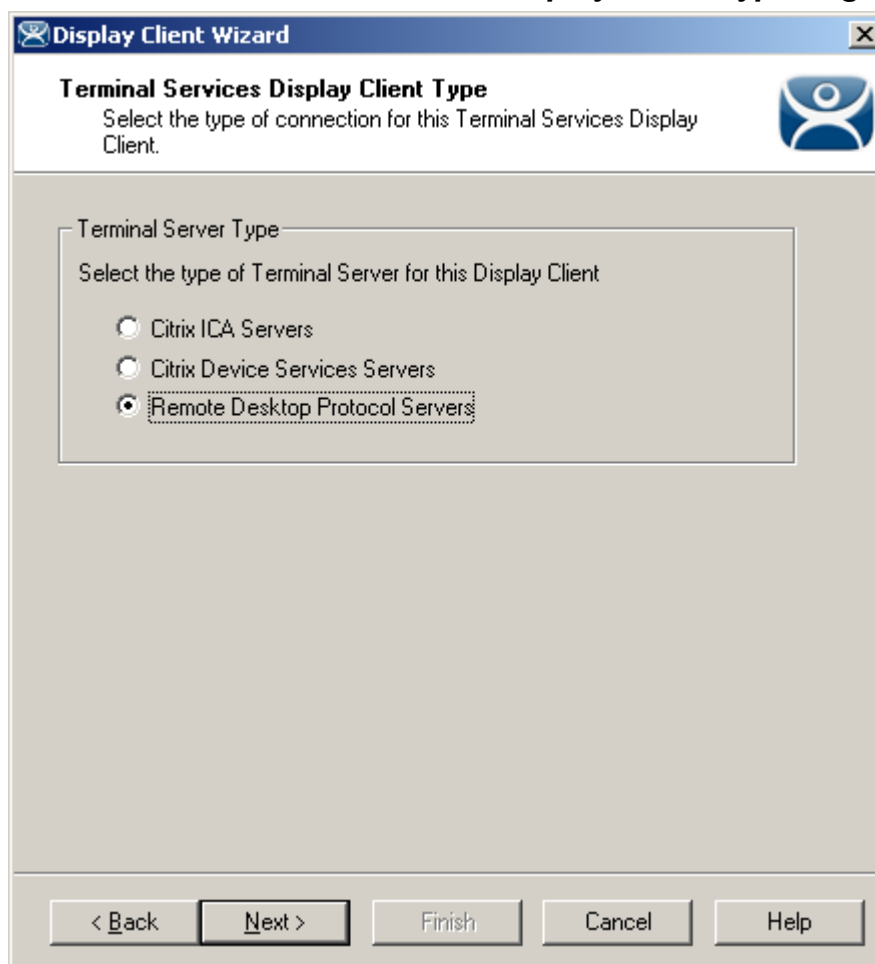 Display Client Wizard
Terminal Services Display Client Type
Select the type of connection for this Terminal Services Display
Client.
Terminal Server Type
Select the type of Terminal Server for this Display Client
Citrix ICA Servers
Citrix Device Services Servers
Remote Desktop Protocol Servers
< Back Next > Finish Cancel Help